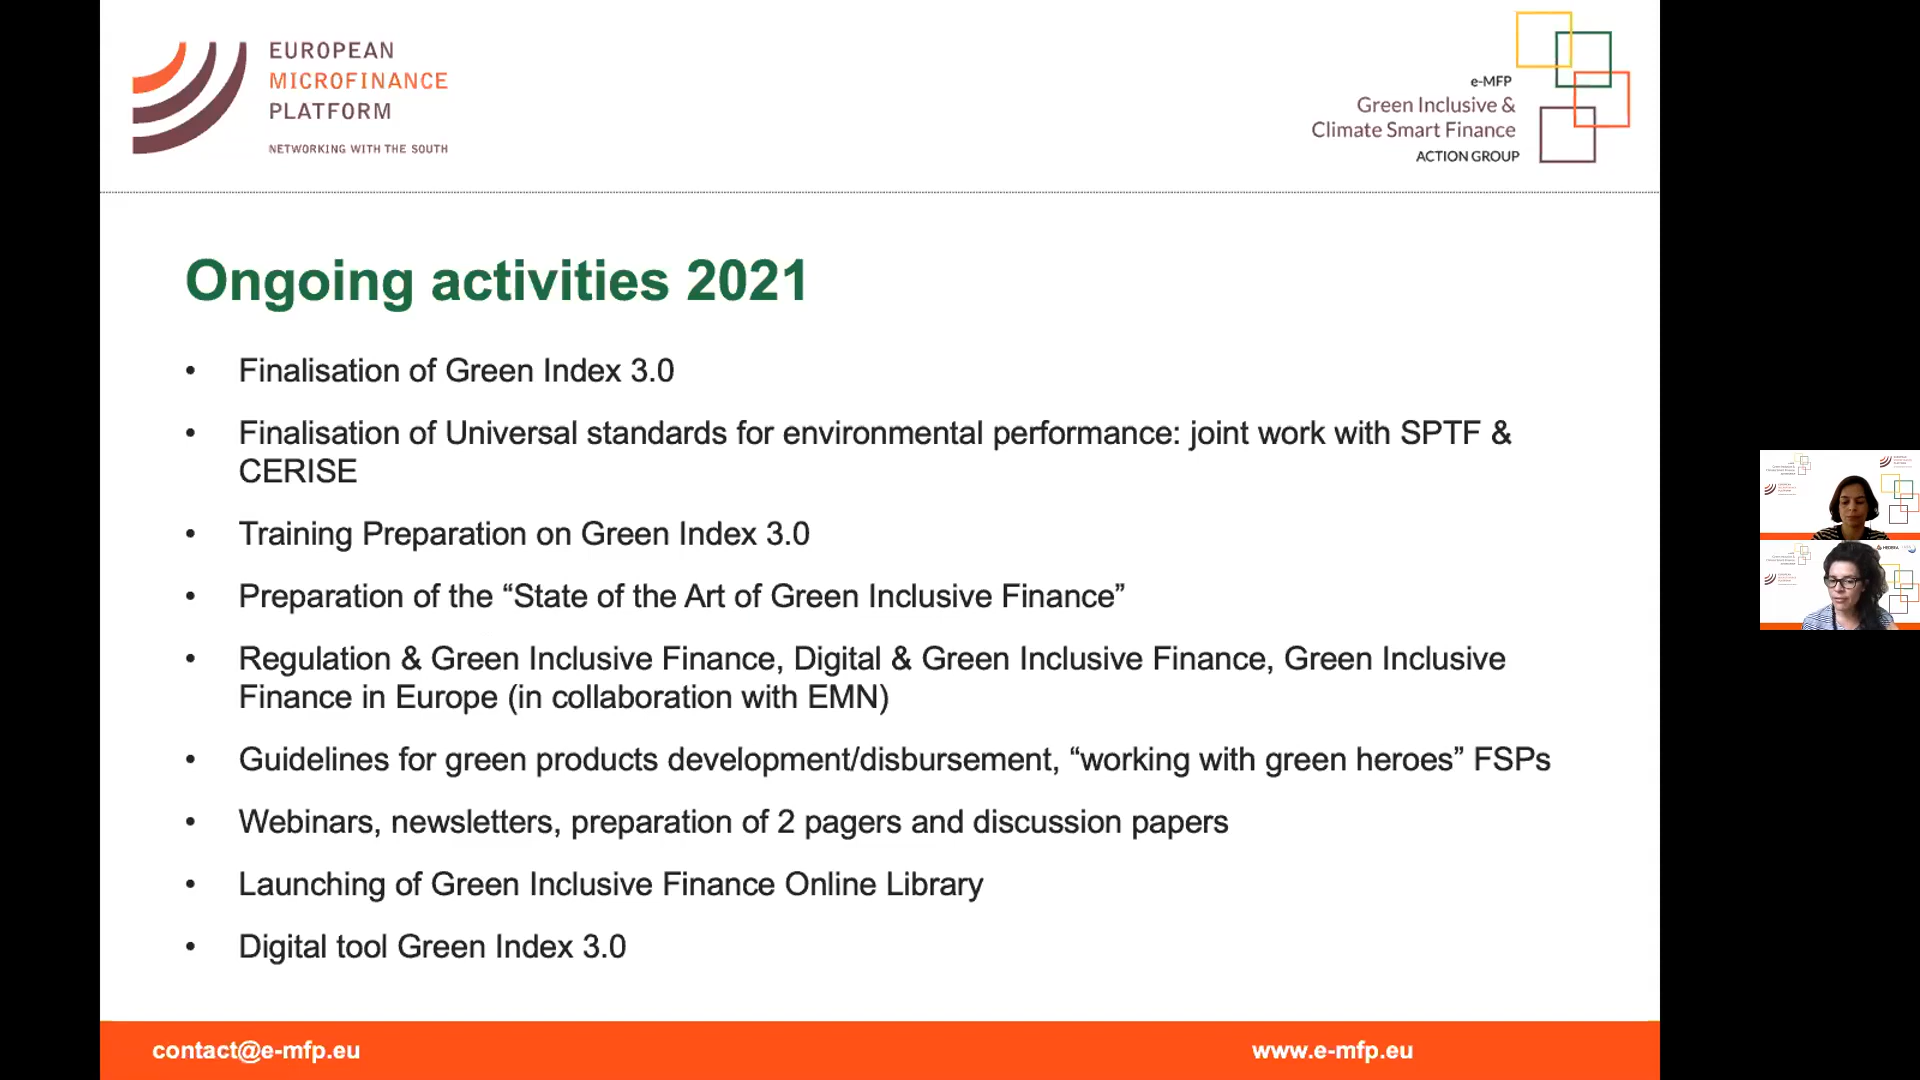 EUROPEAN
MICROFINANCE
PLATFORM
NETWORKING WITH THE SOUTH
e-MFP
Green Inclusive &
Climate Smart Finance
ACTION GROUP
Ongoing activities 2021
• Finalisation of Green Index 3.0
• Finalisation of Universal standards for environmental performance: joint work with SPTF &
CERISE
• Training Preparation on Green Index 3.0
• Preparation of the “State of the Art of Green Inclusive Finance”
• Regulation & Green Inclusive Finance, Digital & Green Inclusive Finance, Green Inclusive
Finance in Europe (in collaboration with EMN)
• Guidelines for green products development/disbursement, “working with green heroes” FSPs
• Webinars, newsletters, preparation of 2 pagers and discussion papers
• Launching of Green Inclusive Finance Online Library
• Digital tool Green Index 3.0
contact@e-mfp.eu
www.e-mfp.eu